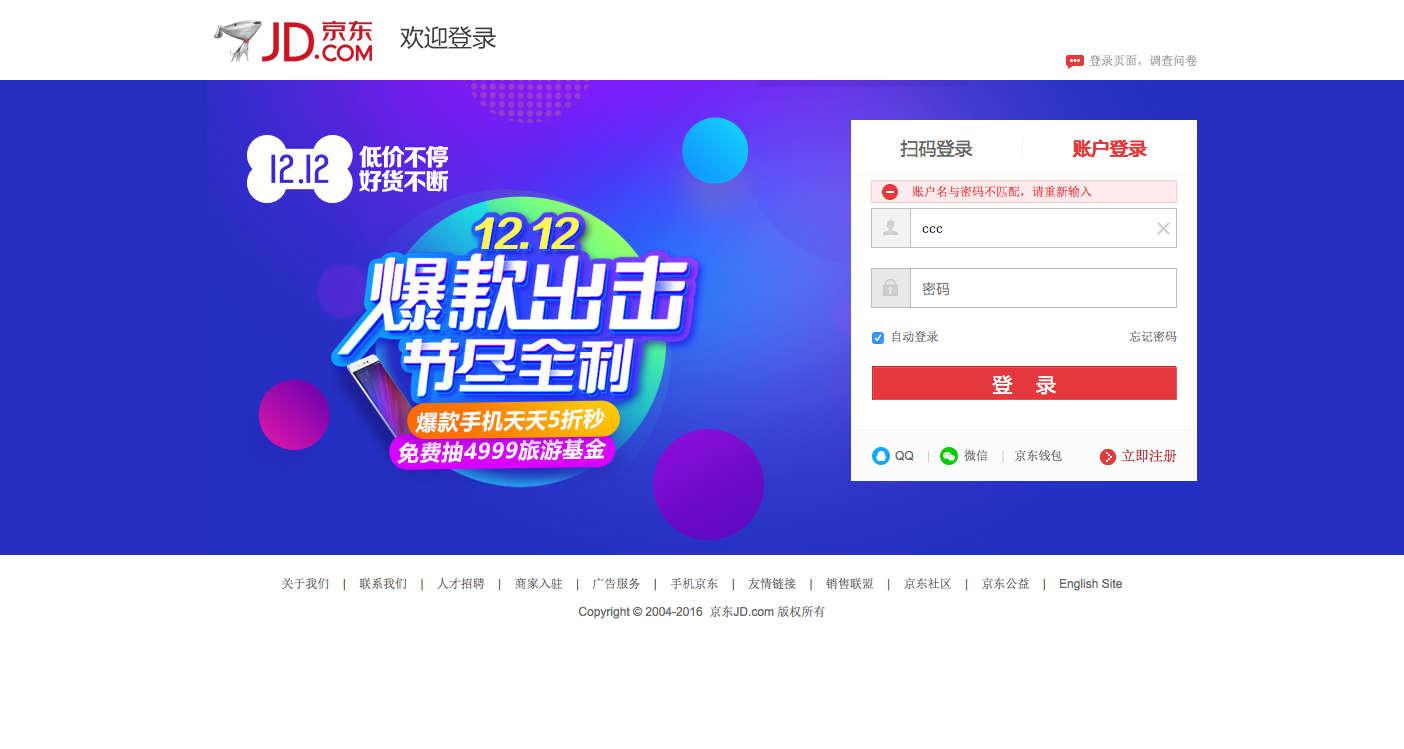 JD.COM 京东
欢迎登录
登录页面，调查问卷
12.12
低价不停
好货不断
12.12
爆款出击
节尽全利
爆款手机天天5折秒
免费抽4999旅游基金
扫码登录 账户登录
账户名与密码不匹配，请重新输入
ccc
密码
自动登录 忘记密码
登 录
QQ | 微信 | 京东钱包 立即注册
关于我们 | 联系我们 | 人才招聘 | 商家入驻 | 广告服务 | 手机京东 | 友情链接 | 销售联盟 | 京东社区 | 京东公益 | English Site
Copyright © 2004-2016 京东JD.com 版权所有